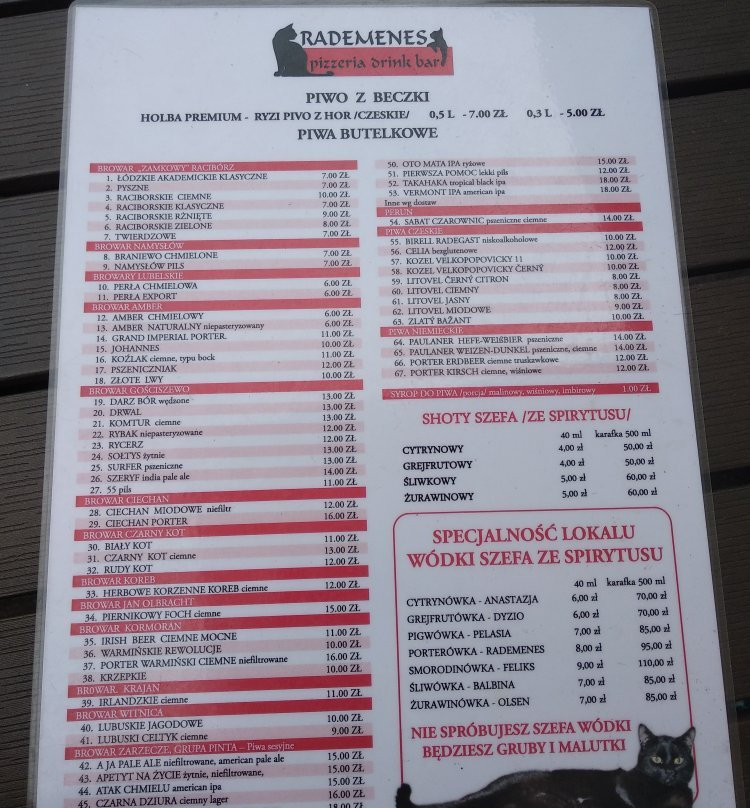 RADEMENES
pizzeria drink bar
PIWO Z BECZKI
HOLBA PREMIUM - RYZI PIVO Z HOR /CZESKIE/ 0,5 L - 7.00 ZŁ 0,3 L - 5.00 ZŁ
PIWA BUTELKOWE
BROWAR „ZAMKOWY" RACIBÓRZ
1. ŁÓDZKIE AKADEMICKIE KLASYCZNE 7.00 ZŁ
2. PYSZNE 7.00 ZŁ
3. RACIBORSKIE CIEMNE 10.00 ZŁ
4. RACIBORSKIE KLASYCZNE 7.00 ZŁ
5. RACIBORSKIE RŻNIĘTE 9.00 ZŁ
6. RACIBORSKIE ZIELONE 8.00 ZŁ
7. TWIERDZOWE 7.00 ZŁ
BROWAR NAMYSŁÓW
8. BRANIEWO CHMIELONE 7.00 ZŁ
9. NAMYSŁÓW PILS 7.00 ZŁ
BROWARY LUBELSKIE
10. PERŁA CHMIELOWA 6.00 ZŁ
11. PERŁA EXPORT 6.00 ZŁ
BROWAR AMBER
12. AMBER CHMIELOWY 6.00 ZŁ
13. AMBER NATURALNY niepasteryzowany 6.00 ZŁ
14. GRAND IMPERIAL PORTER. 11.00 ZŁ
15. JOHANNES 10.00 ZŁ
16. KOŹLAK ciemne, typu bock 11.00 ZŁ
17. PSZENICZNIAK 12.00 ZŁ
18. ZŁOTE LWY 10.00 ZŁ
BROWAR GOŚCISZEWO
19. DARZ BÓR wędzone 13.00 ZŁ
20. DRWAL 13.00 ZŁ
21. KOMTUR ciemne 13.00 ZŁ
22. RYBAK niepasteryzowane 12.00 ZŁ
23. RYCERZ 12.00 ZŁ
24. SOŁTYS żytnie 13.00 ZŁ
25. SURFER pszeniczne 13.00 ZŁ
26. SZERYF india pale ale 14.00 ZŁ
27. 55 pils 11.00 ZŁ
BROWAR CIECHAN
28. CIECHAN MIODOWE niefiltr 12.00 ZŁ
29. CIECHAN PORTER 16.00 ZŁ
BROWAR CZARNY KOT
30. BIAŁY KOT 11.00 ZŁ
31. CZARNY KOT ciemne 13.00 ZŁ
32. RUDY KOT 12.00 ZŁ
BROWAR KOREB
33. HERBOWE KORZENNE KOREB ciemne 12.00 ZŁ
BROWAR JAN OLBRACHT
34. PIERNIKOWY FOCH ciemne 15.00 ZŁ
BROWAR KORMORAN
35. IRISH BEER CIEMNE MOCNE 11.00 ZŁ
36. WARMIŃSKIE REWOLUCJE 10.00 ZŁ
37. PORTER WARMIŃSKI CIEMNE niefiltrowane 16.00 ZŁ
38. KRZEPKIE 10.00 ZŁ
BROWAR. KRAJAN
39. IRLANDZKIE ciemne 11.00 ZŁ
BROWAR WITNICA
40. LUBUSKIE JAGODOWE 10.00 ZŁ
41. LUBUSKI CELTYK ciemne 9.00 ZŁ
BROWAR ZARZECZE, GRUPA PINTA – Piwa sesyjne
42. A JA PALE ALE niefiltrowane, american pale ale 15.00 ZŁ
43. APETYT NA ŻYCIE żytnie, niefiltrowane, 15.00 ZŁ
44. ATAK CHMIELU american ipa 15.00 ZŁ
45. CZARNA DZIURA ciemny lager 16.00 ZŁ
18.00 ZŁ
50. OTO MATA IPA ryżowe 15.00 ZŁ
51. PIERWSZA POMOC lekki pils 12.00 ZŁ
52. TAKAHAKA tropical black ipa 18.00 ZŁ
53. VERMONT IPA american ipa 18.00 ZŁ
Inne wg dostaw
PERUN
54. SABAT CZAROWNIC pszeniczne ciemne 14.00 ZŁ
PIWA CZESKIE
55. BIRELL RADEGAST niskoalkoholowe 10.00 ZŁ
56. CELIA bezglutenowe 12.00 ZŁ
57. KOZEL VELKOPOPOVICKY 11 10.00 ZŁ
58. KOZEL VELKOPOPOVICKY ČERNÝ 10.00 ZŁ
59. LITOVEL ČERNÝ CITRON 8.00 ZŁ
60. LITOVEL CIEMNY 8.00 ZŁ
61. LITOVEL JASNY 8.00 ZŁ
62. LITOVEL MIODOWE 9.00 ZŁ
63. ZLATÝ BAŽANT 10.00 ZŁ
PIWA NIEMIECKIE
64. PAULANER HEFE-WEIßBIER pszeniczne 14.00 ZŁ
65. PAULANER WEIZEN-DUNKEL pszeniczne, ciemne 14.00 ZŁ
66. PORTER ERDBEER ciemne truskawkowe 12.00 ZŁ
67. PORTER KIRSCH ciemne, wiśniowe 12.00 ZŁ
SYROP DO PIWA /porcja/ malinowy, wiśniowy, imbirowy 1.00 ZŁ
SHOTY SZEFA /ZE SPIRYTUSU/
40 ml karafka 500 ml
CYTRYNOWY 4,00 zł 50,00 zł
GREJFRUTOWY 4,00 zł 50,00 zł
ŚLIWKOWY 5,00 zł 60,00 zł
ŻURAWINOWY 5,00 zł 60,00 zł
SPECJALNOŚĆ LOKALU
WÓDKI SZEFA ZE SPIRYTUSU
40 ml karafka 500 ml
CYTRYNÓWKA - ANASTAZJA 6,00 zł 70,00 zł
GREJFRUTÓWKA - DYZIO 6,00 zł 70,00 zł
PIGWÓWKA - PELASIA 7,00 zł 85,00 zł
PORTERÓWKA - RADEMENES 8,00 zł 95,00 zł
SMORODINÓWKA - FELIKS 9,00 zł 110,00 zł
ŚLIWÓWKA - BALBINA 7,00 zł 85,00 zł
ŻURAWINÓWKA - OLSEN 7,00 zł 85,00 zł
NIE SPRÓBUJESZ SZEFA WÓDKI
BĘDZIESZ GRUBY I MALUTKI